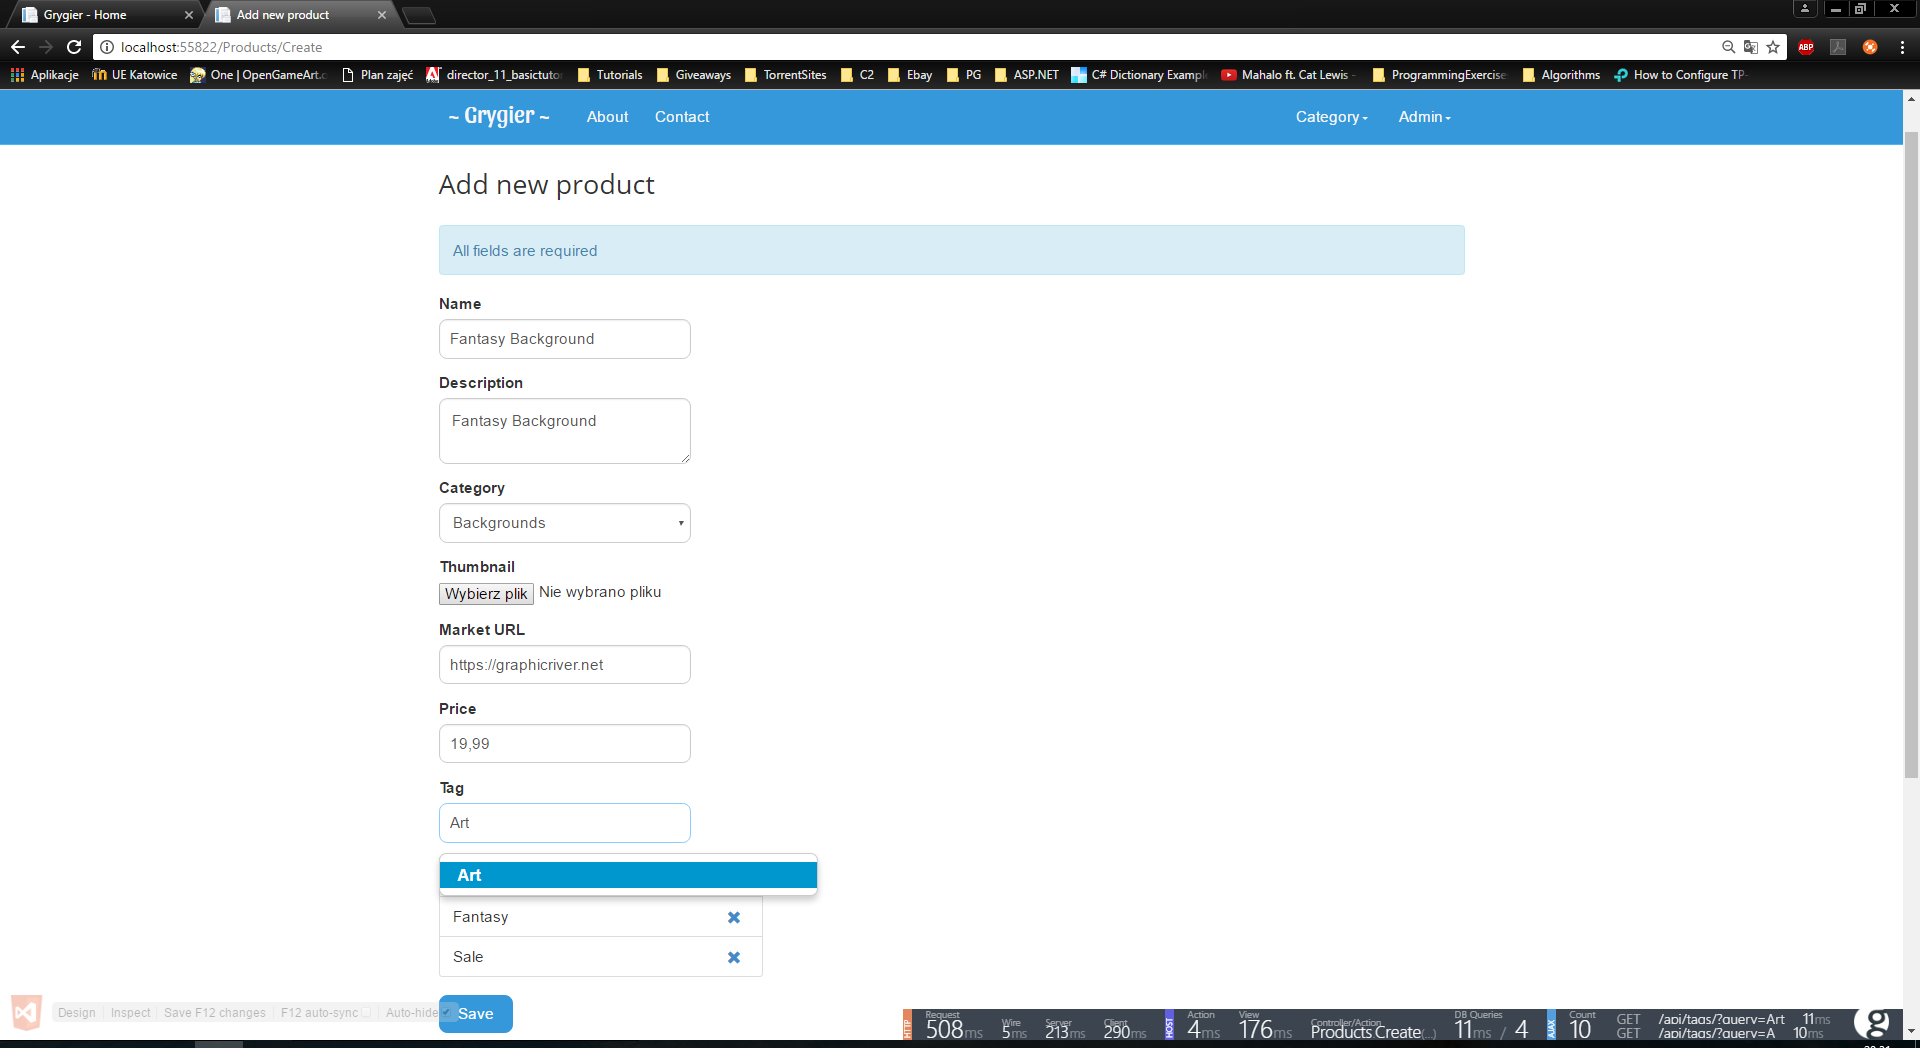 Grygier - Home
Add new product
localhost:55822/Products/Create
ABP
Aplikacje UE Katowice One | OpenGameArt.o Plan zajęć director_11_basictutor Tutorials Giveaways TorrentSites C2 Ebay PG ASP.NET C# Dictionary Exampl Mahalo ft. Cat Lewis - ProgrammingExercise Algorithms How to Configure TP-
~ Grygier ~ About Contact Category Admin
Add new product
All fields are required
Name
Fantasy Background
Description
Fantasy Background
Category
Backgrounds
Thumbnail
Wybierz plik Nie wybrano pliku
Market URL
https://graphicriver.net
Price
19,99
Tag
Art
Art
Fantasy
Sale
Design Inspect Save F12 changes F12 auto-sync Auto-hide
Save
HTTP Request 508ms Wire 5ms Server 213ms Client 290ms
HOST Action 4ms View 176ms Controller/Action Products.Create(...) DB Queries 11ms / 4
AJAX Count 10 GET /api/tags/?query=Art 11ms
GET /api/tags/?query=A 10ms
g